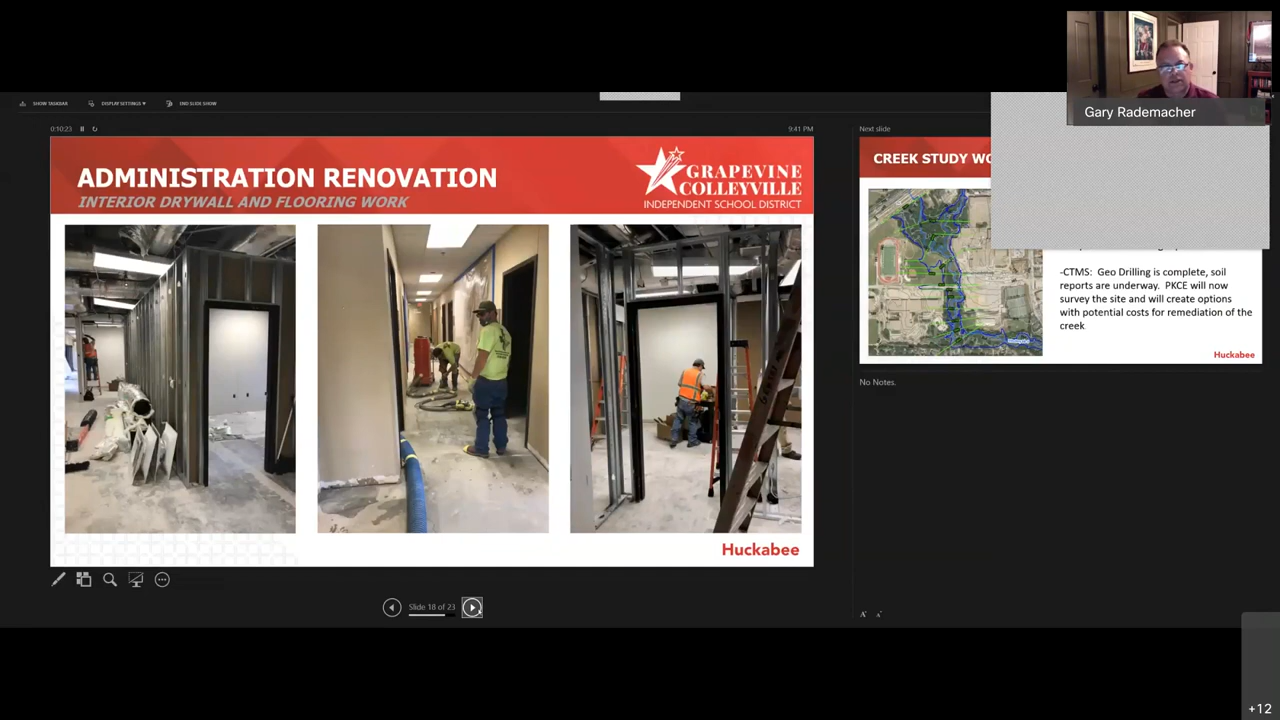 Gary Rademacher
SHOW TASKBAR
DISPLAY SETTINGS ▾
END SLIDE SHOW
0:10:23
9:41 PM
ADMINISTRATION RENOVATION
INTERIOR DRYWALL AND FLOORING WORK
GRAPEVINE
COLLEYVILLE
INDEPENDENT SCHOOL DISTRICT
Huckabee
Slide 18 of 23
Next slide
CREEK STUDY
-CTMS: Geo Drilling is complete, soil
reports are underway. PKCE will now
survey the site and will create options
with potential costs for remediation of the
creek
Huckabee
No Notes.
+12